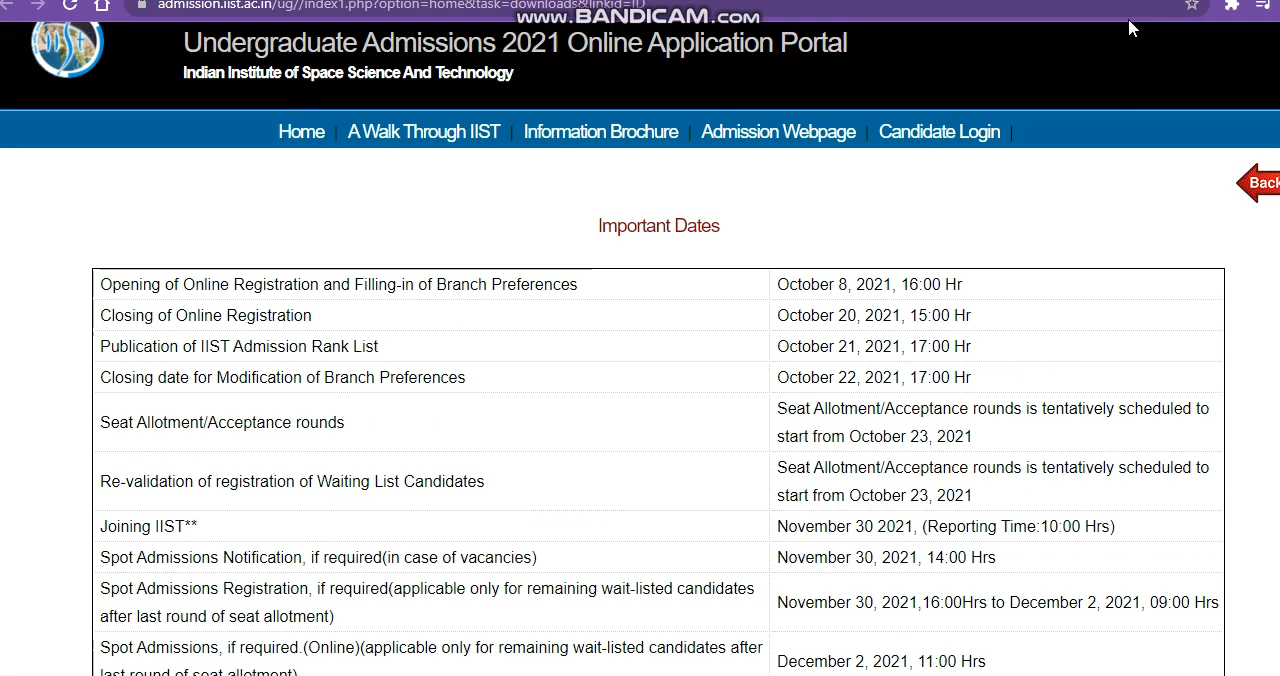 admission.iist.ac.in/ug//index1.php?option=home&task=downloads&linkid=ID
www.BANDICAM.com
Undergraduate Admissions 2021 Online Application Portal
Indian Institute of Space Science And Technology
Home A Walk Through IIST Information Brochure Admission Webpage Candidate Login
Back
Important Dates
Opening of Online Registration and Filling-in of Branch Preferences October 8, 2021, 16:00 Hr
Closing of Online Registration October 20, 2021, 15:00 Hr
Publication of IIST Admission Rank List October 21, 2021, 17:00 Hr
Closing date for Modification of Branch Preferences October 22, 2021, 17:00 Hr
Seat Allotment/Acceptance rounds
Seat Allotment/Acceptance rounds is tentatively scheduled to
start from October 23, 2021
Re-validation of registration of Waiting List Candidates
Seat Allotment/Acceptance rounds is tentatively scheduled to
start from October 23, 2021
Joining IIST** November 30 2021, (Reporting Time:10:00 Hrs)
Spot Admissions Notification, if required(in case of vacancies) November 30, 2021, 14:00 Hrs
Spot Admissions Registration, if required(applicable only for remaining wait-listed candidates
after last round of seat allotment)
November 30, 2021,16:00Hrs to December 2, 2021, 09:00 Hrs
Spot Admissions, if required.(Online)(applicable only for remaining wait-listed candidates after
last round of seat allotment)
December 2, 2021, 11:00 Hrs